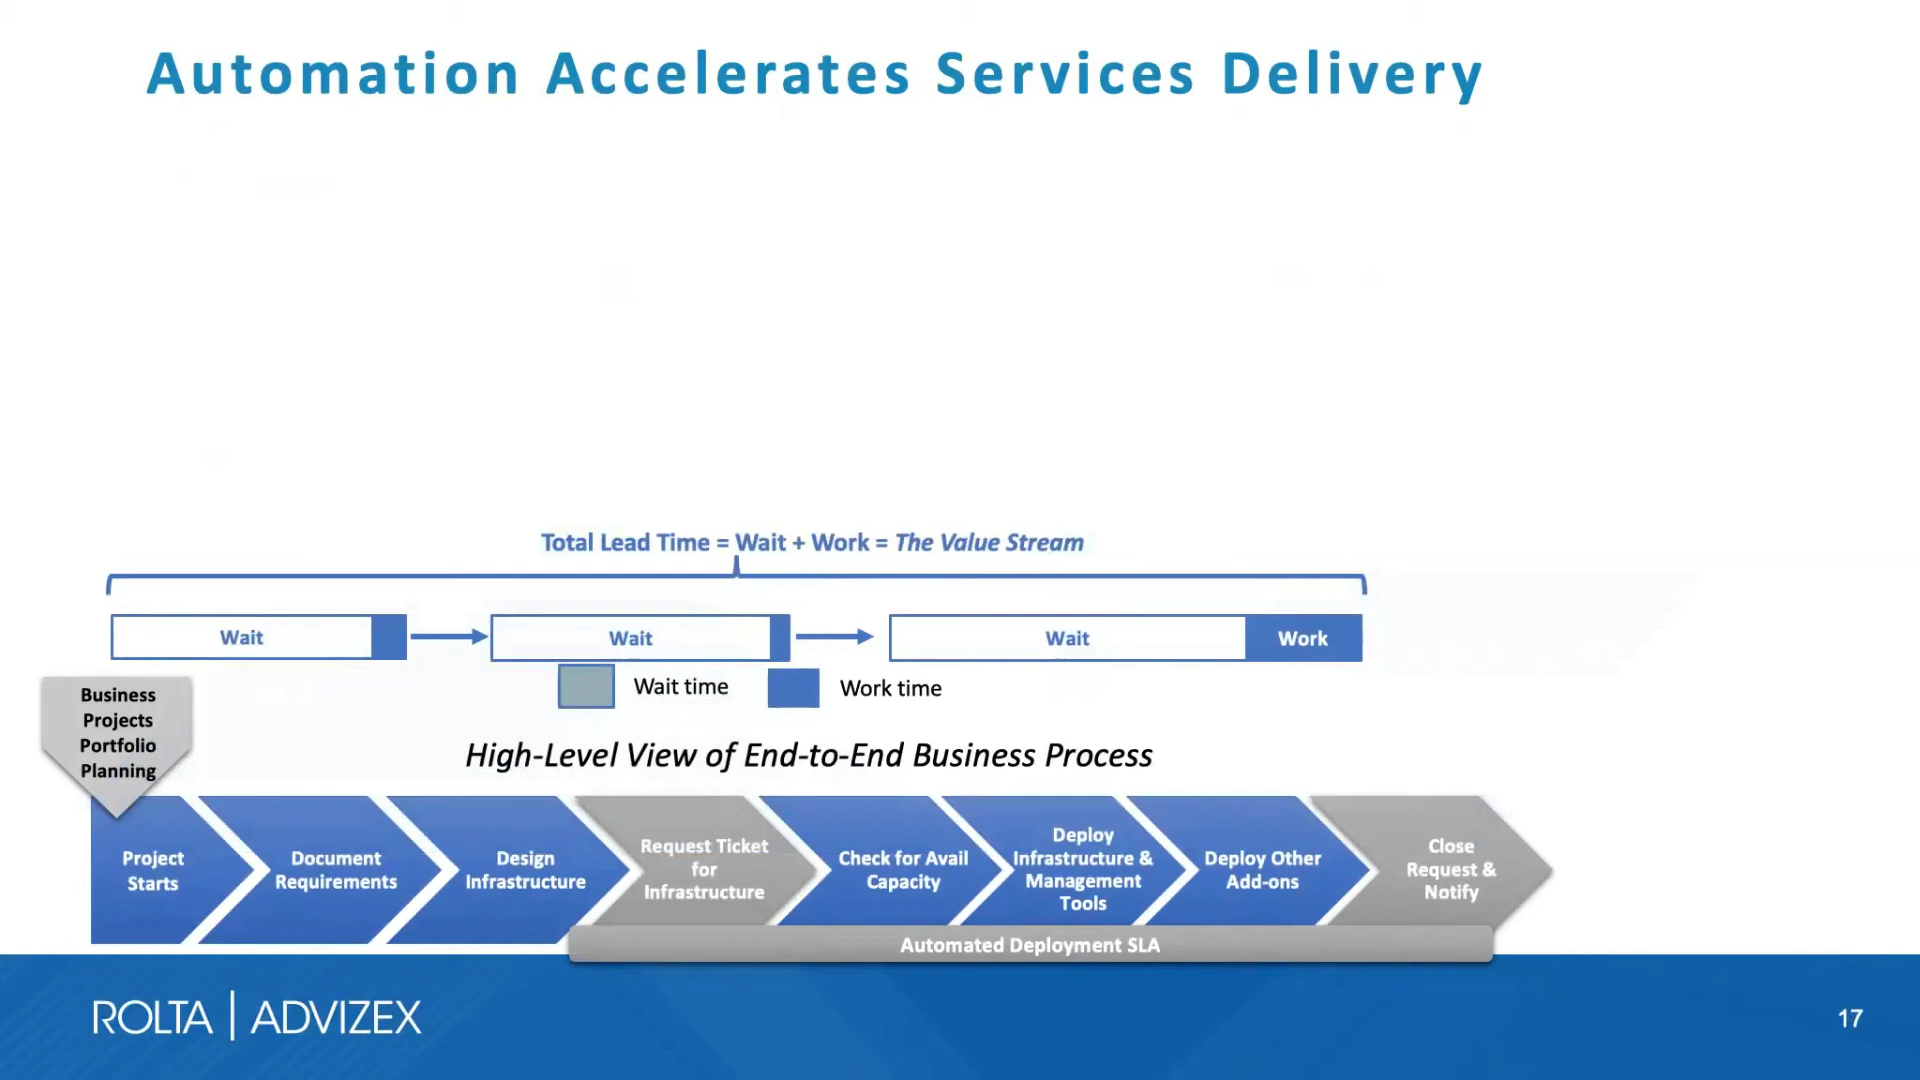 Automation Accelerates Services Delivery
Total Lead Time = Wait + Work = The Value Stream
Wait
Wait
Wait
Work
Wait time
Work time
Business
Projects
Portfolio
Planning
High-Level View of End-to-End Business Process
Project
Starts
Document
Requirements
Design
Infrastructure
Request Ticket
for
Infrastructure
Check for Avail
Capacity
Deploy
Infrastructure &
Management
Tools
Deploy Other
Add-ons
Close
Request &
Notify
Automated Deployment SLA
ROLTA | ADVIZEX
17